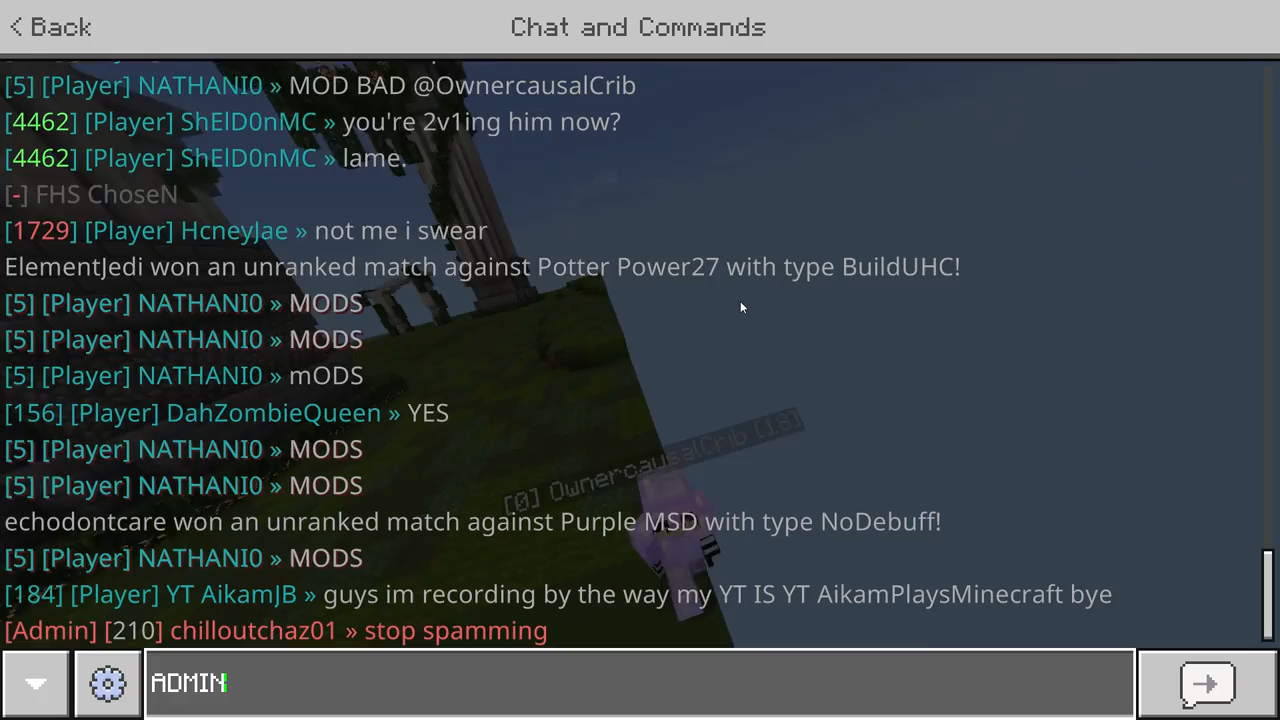 < Back
Chat and Commands
[5] [Player] NATHANI0 » MOD BAD @OwnercausalCrib
[4462] [Player] ShElD0nMC » you're 2v1ing him now?
[4462] [Player] ShElD0nMC » lame.
[-] FHS ChoseN
[1729] [Player] HcneyJae » not me i swear
ElementJedi won an unranked match against Potter Power27 with type BuildUHC!
[5] [Player] NATHANI0 » MODS
[5] [Player] NATHANI0 » MODS
[5] [Player] NATHANI0 » mODS
[156] [Player] DahZombieQueen » YES
[5] [Player] NATHANI0 » MODS
[5] [Player] NATHANI0 » MODS
[0] OwnercausalCrib [18]
echodontcare won an unranked match against Purple MSD with type NoDebuff!
[5] [Player] NATHANI0 » MODS
[184] [Player] YT AikamJB » guys im recording by the way my YT IS YT AikamPlaysMinecraft bye
[Admin] [210] chilloutchaz01 » stop spamming
ADMIN